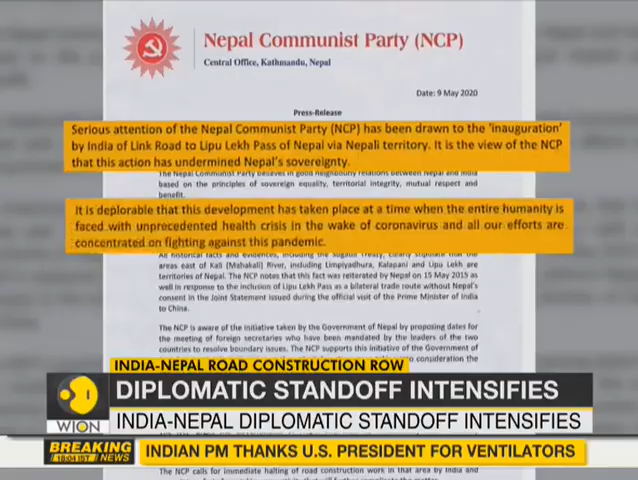 Nepal Communist Party (NCP)
Central Office, Kathmandu, Nepal
Date: 9 May 2020
Press-Release
Serious attention of the Nepal Communist Party (NCP) has been drawn to the 'inauguration'
by India of Link Road to Lipu Lekh Pass of Nepal via Nepali territory. It is the view of the NCP
that this action has undermined Nepal's sovereignty.
The Nepal Communist Party believes in good neighbourly relations between Nepal and India
based on the principles of sovereign equality, territorial integrity, mutual respect and
benefit.
It is deplorable that this development has taken place at a time when the entire humanity is
faced with unprecedented health crisis in the wake of coronavirus and all our efforts are
concentrated on fighting against this pandemic.
All historical facts and evidences, including the Sugauli Treaty, clearly stipulate that the
areas east of Kali (Mahakali) River, including Limpiyadhura, Kalapani and Lipu Lekh are
territories of Nepal. The NCP notes that this fact was reiterated by Nepal on 15 May 2015 as
well in response to the inclusion of Lipu Lekh Pass as a bilateral trade route without Nepal's
consent in the Joint Statement issued during the official visit of the Prime Minister of India
to China.
The NCP is aware of the initiative taken by the Government of Nepal by proposing dates for
the meeting of foreign secretaries who have been mandated by the leaders of the two
countries to resolve boundary issues. The NCP supports this initiative of the Government of
consideration the
INDIA-NEPAL ROAD CONSTRUCTION ROW
DIPLOMATIC STANDOFF INTENSIFIES
WION
INDIA-NEPAL DIPLOMATIC STANDOFF INTENSIFIES
BREAKING
18:04 IST NEWS
INDIAN PM THANKS U.S. PRESIDENT FOR VENTILATORS
The NCP calls for immediate halting of road construction work in that area by India and